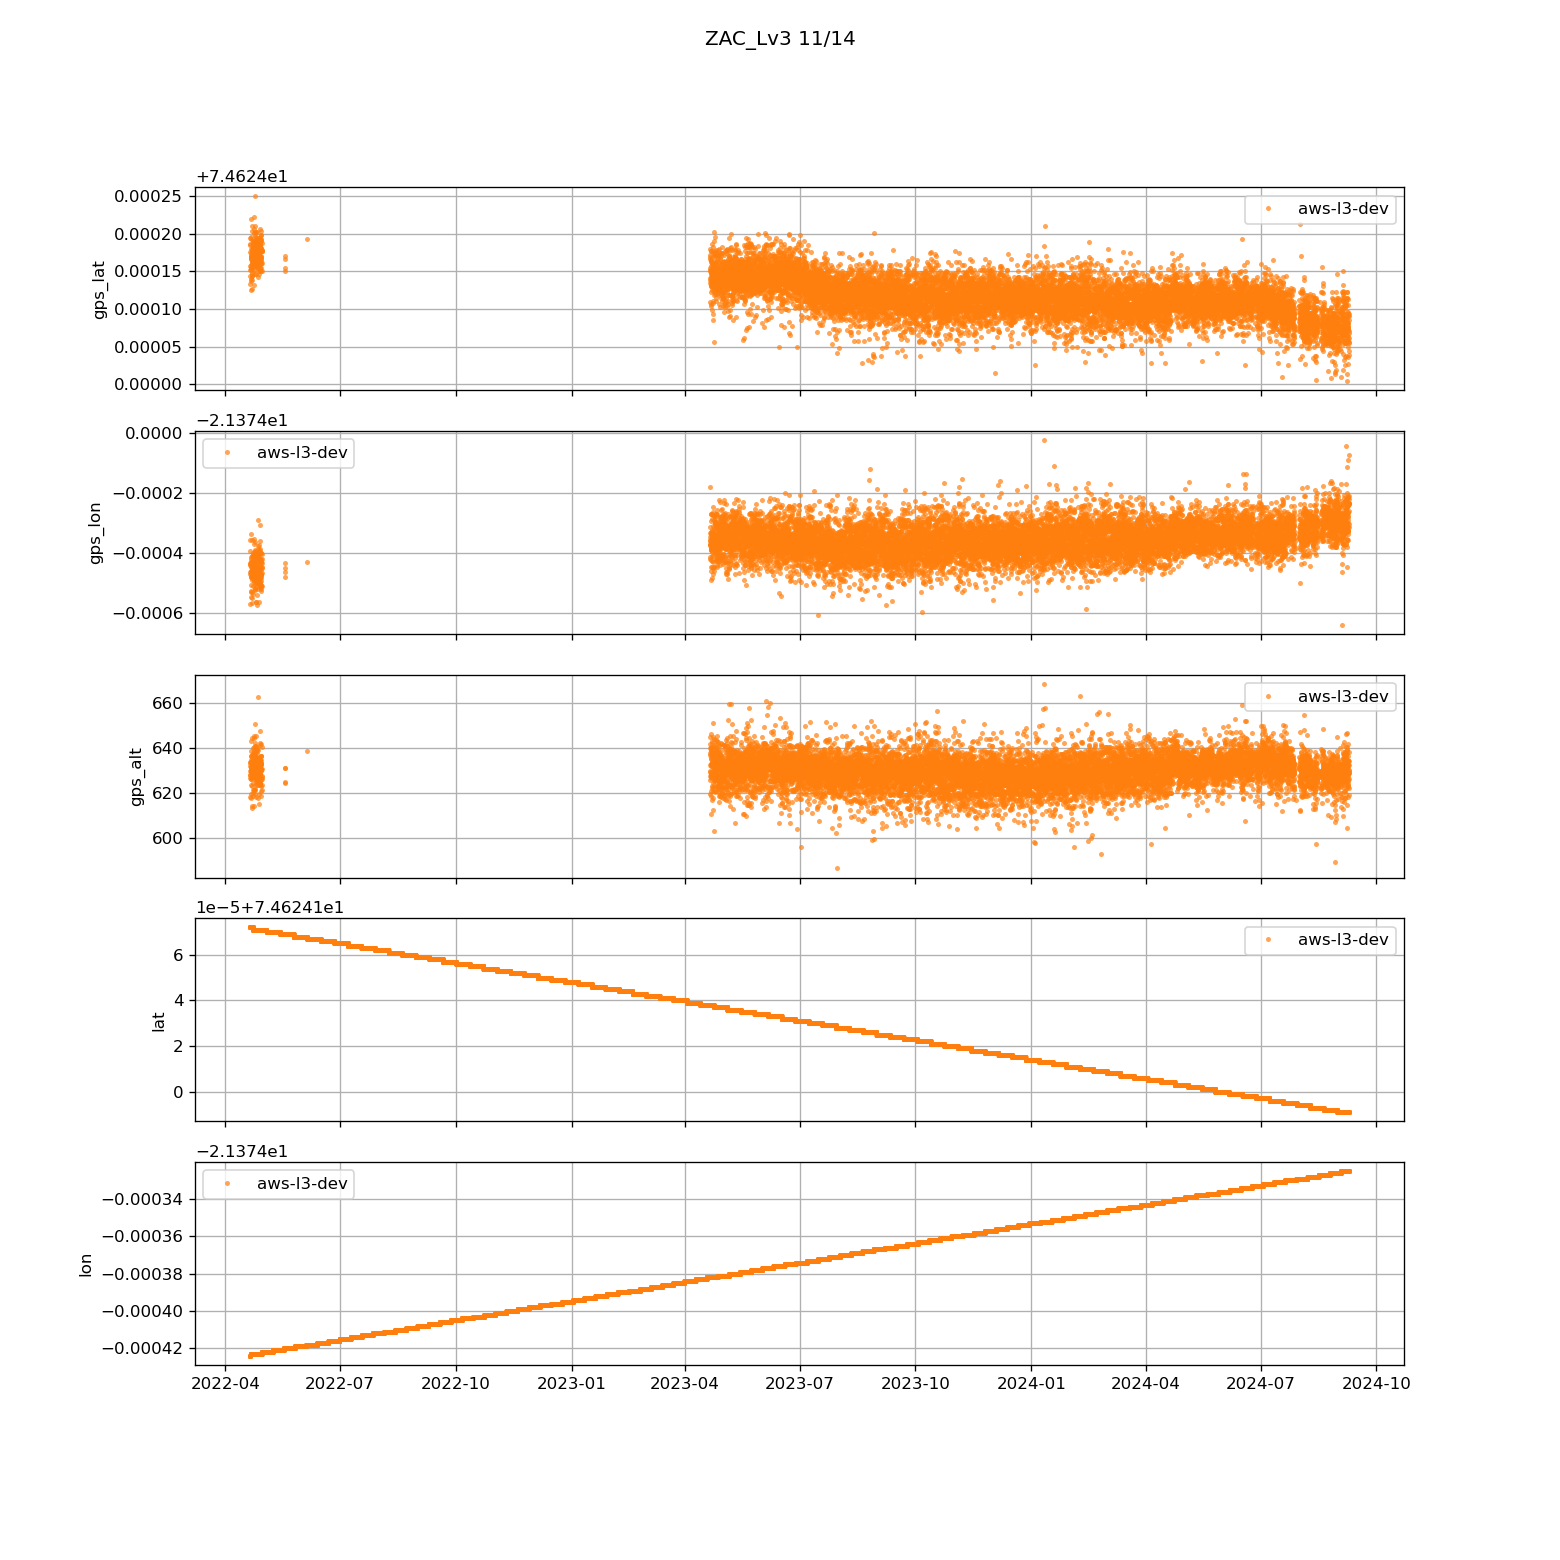 ZAC_Lv3 11/14
+7.4624e1
0.00025
0.00020
0.00015
0.00010
0.00005
0.00000
gps_lat
aws-l3-dev
−2.1374e1
0.0000
−0.0002
−0.0004
−0.0006
gps_lon
aws-l3-dev
660
640
620
600
gps_alt
aws-l3-dev
1e−5+7.46241e1
6
4
2
0
lat
aws-l3-dev
−2.1374e1
−0.00034
−0.00036
−0.00038
−0.00040
−0.00042
lon
aws-l3-dev
2022-04 2022-07 2022-10 2023-01 2023-04 2023-07 2023-10 2024-01 2024-04 2024-07 2024-10